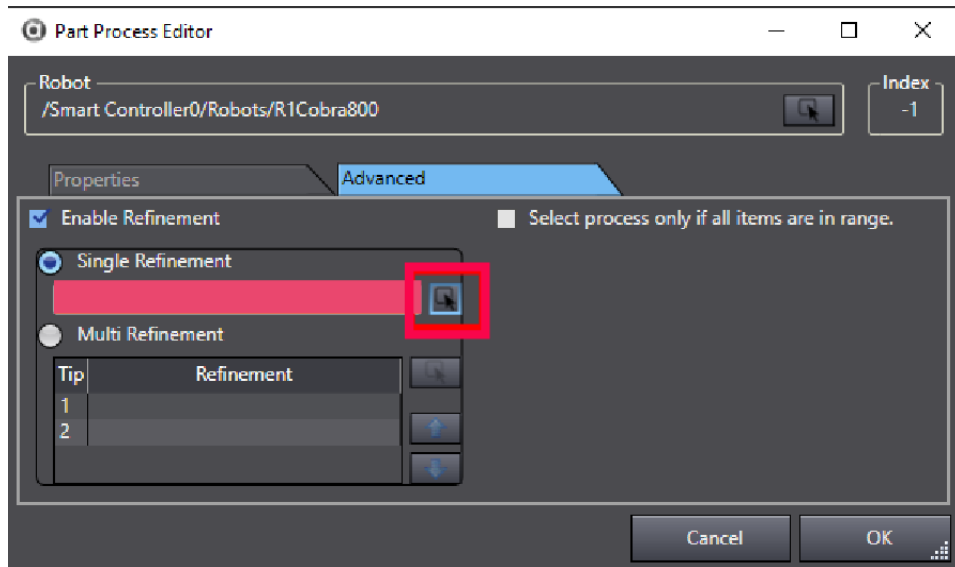 Part Process Editor
Robot
/Smart Controller0/Robots/R1Cobra800
Index
-1
Properties
Advanced
Enable Refinement
Select process only if all items are in range.
Single Refinement
Multi Refinement
Tip Refinement
1
2
Cancel
OK